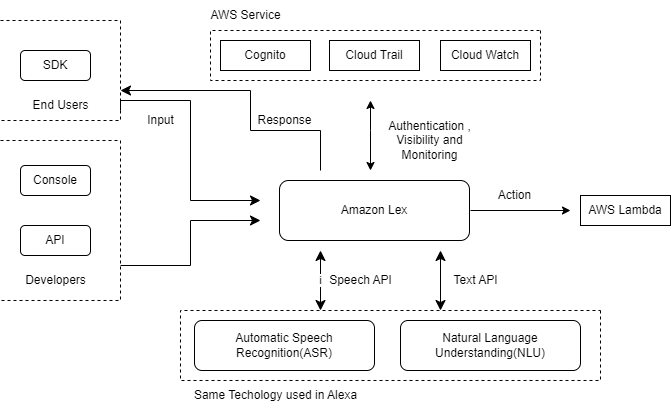 AWS Service
Cognito
Cloud Trail
Cloud Watch
SDK
End Users
Input
Response
Authentication ,
Visibility and
Monitoring
Console
API
Developers
Amazon Lex
Action
AWS Lambda
i Speech API
Text API
Automatic Speech
Recognition(ASR)
Natural Language
Understanding(NLU)
Same Techology used in Alexa